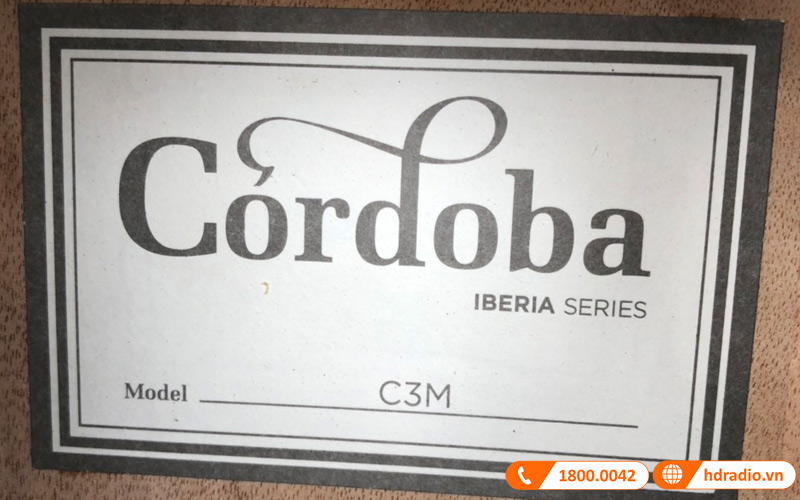 Córdoba
IBERIA SERIES
Model C3M
1800.0042 hdradio.vn